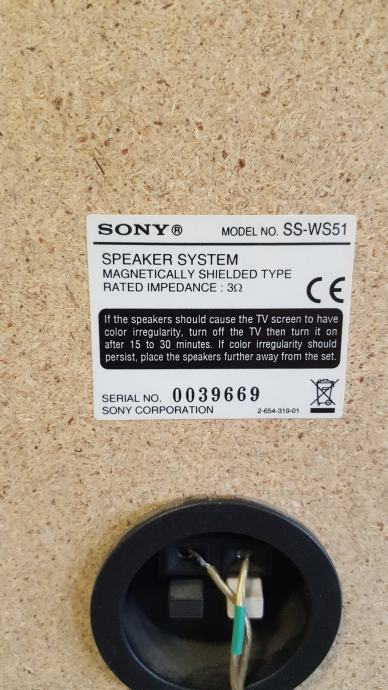 SONY® MODEL NO. SS-WS51
SPEAKER SYSTEM
MAGNETICALLY SHIELDED TYPE
RATED IMPEDANCE : 3Ω
CE
If the speakers should cause the TV screen to have
color irregularity, turn off the TV then turn it on
after 15 to 30 minutes. If color irregularity should
persist, place the speakers further away from the set.
SERIAL NO. 0039669
SONY CORPORATION 2-654-319-01